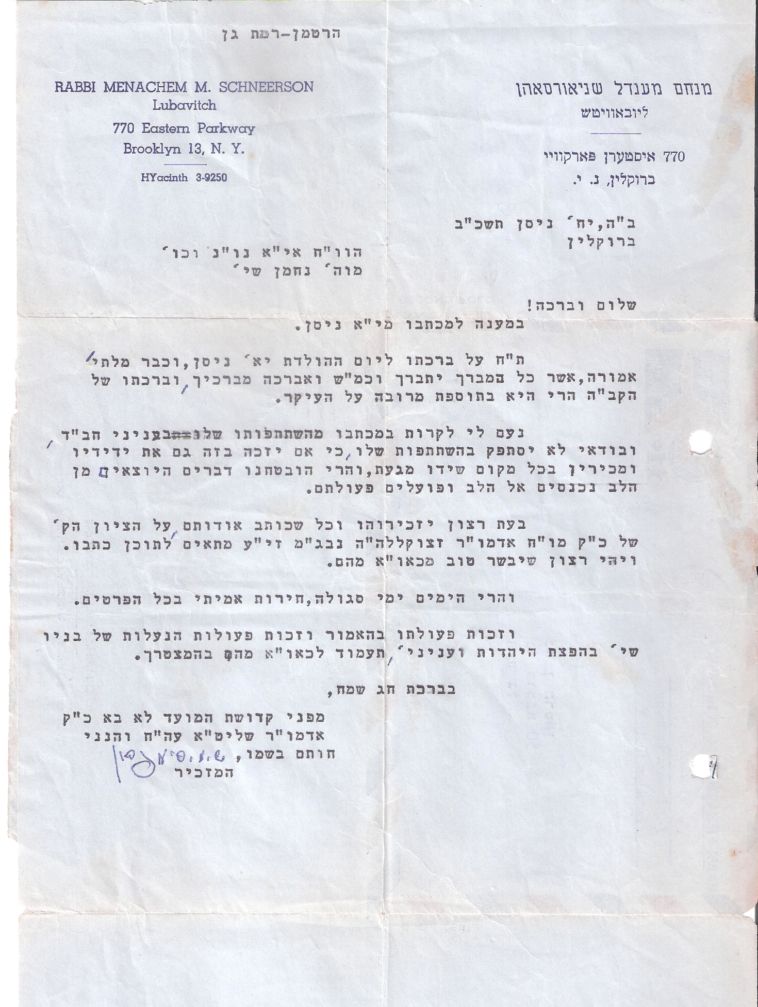 הרטמן-רמת גן
RABBI MENACHEM M. SCHNEERSON
Lubavitch
770 Eastern Parkway
Brooklyn 13, N. Y.
HYacinth 3-9250
מנחם מענדל שניאורסאהן
ליובאוויטש
770 איסטערן פארקוויי
ברוקלין, נ. י.
ב"ה,יח' ניסן תשכ"ב
ברוקלין
הוו"ח אי"א נו"נ וכו'
מוה' נחמן שי'
שלום וברכה!
במענה למכתבו מי"א ניסן.
ת"ח על ברכתו ליום ההולדת יא' ניסן,וכבר מלתי
אמורה,אשר כל המברך יתברך וכמ"ש ואברכה מברכיך,וברכתו של
הקב"ה הרי היא בתוספת מרובה על העיקר.
נעם לי לקרות במכתבו מהשתתפותו שלו בעניני חב"ד,
ובודאי לא יסתפק בהשתתפות שלו,כי אם יזכה בזה גם את ידידיו
ומכירין בכל מקום שידו מגעת,והרי הובטחנו דברים היוצאים מן
הלב נכנסים אל הלב ופועלים פעולתם.
בעת רצון יזכירוהו וכל שכותב אודותם על הציון הק'
של כ"ק מו"ח אדמו"ר זצוקללה"ה נבג"מ זי"ע מתאים לתוכן כתבו.
ויהי רצון שיבשר טוב מכאו"א מהם.
והרי הימים ימי סגולה,חירות אמיתי בכל הפרטים.
וזכות פעולתו בהאמור וזכות פעולות הנעלות של בניו
שי' בהפצת היהדות ועניני',תעמוד לכאו"א מהם בהמצטרך.
בברכת חג שמח,
מפני קדושת המועד לא בא כ"ק
אדמו"ר שליט"א עה"ח והנני
חותם בשמו,
המזכיר